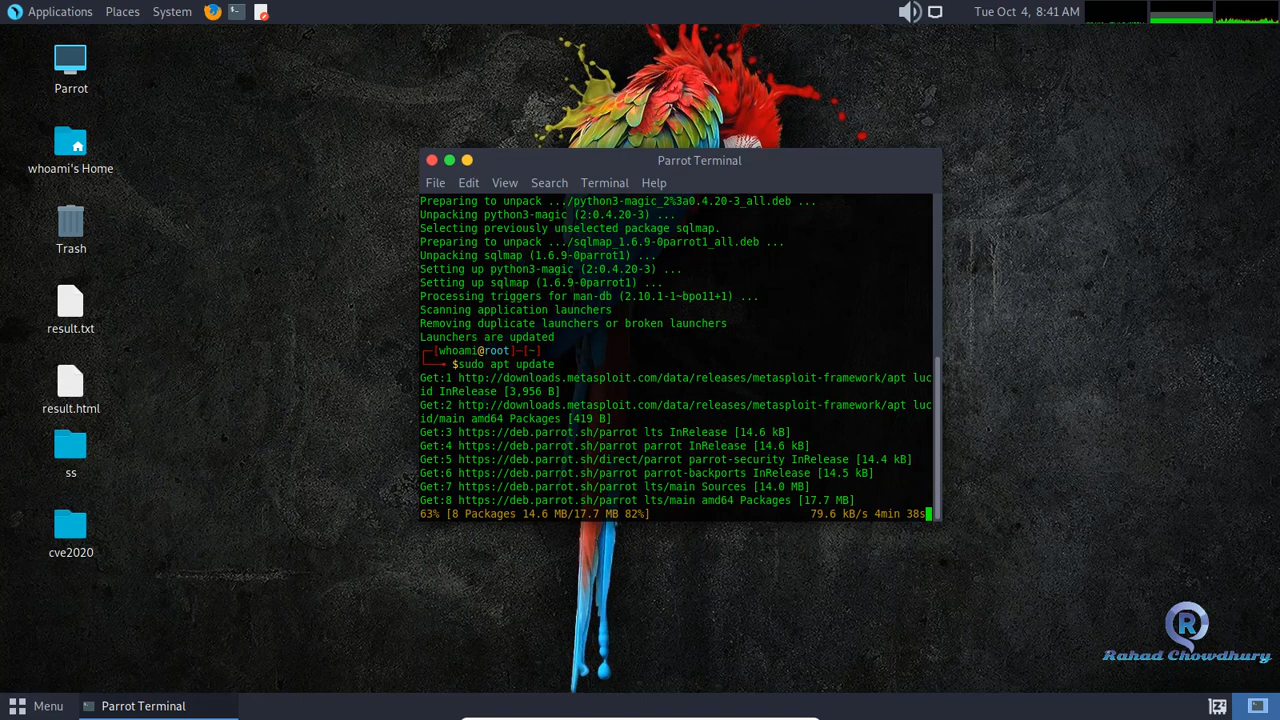 Applications Places System
Tue Oct 4, 8:41 AM
Parrot
whoami's Home
Trash
result.txt
result.html
ss
cve2020
Parrot Terminal
File Edit View Search Terminal Help
Preparing to unpack .../python3-magic_2%3a0.4.20-3_all.deb ...
Unpacking python3-magic (2:0.4.20-3) ...
Selecting previously unselected package sqlmap.
Preparing to unpack .../sqlmap_1.6.9-0parrot1_all.deb ...
Unpacking sqlmap (1.6.9-0parrot1) ...
Setting up python3-magic (2:0.4.20-3) ...
Setting up sqlmap (1.6.9-0parrot1) ...
Processing triggers for man-db (2.10.1-1~bpo11+1) ...
Scanning application launchers
Removing duplicate launchers or broken launchers
Launchers are updated
┌─[whoami@root]─[~]
└──╼ $sudo apt update
Get:1 http://downloads.metasploit.com/data/releases/metasploit-framework/apt luc
id InRelease [3,956 B]
Get:2 http://downloads.metasploit.com/data/releases/metasploit-framework/apt luc
id/main amd64 Packages [419 B]
Get:3 https://deb.parrot.sh/parrot lts InRelease [14.6 kB]
Get:4 https://deb.parrot.sh/parrot parrot InRelease [14.6 kB]
Get:5 https://deb.parrot.sh/direct/parrot parrot-security InRelease [14.4 kB]
Get:6 https://deb.parrot.sh/parrot parrot-backports InRelease [14.5 kB]
Get:7 https://deb.parrot.sh/parrot lts/main Sources [14.0 MB]
Get:8 https://deb.parrot.sh/parrot lts/main amd64 Packages [17.7 MB]
63% [8 Packages 14.6 MB/17.7 MB 82%] 79.6 kB/s 4min 38s
R
Rahad Chowdhury
Menu
Parrot Terminal